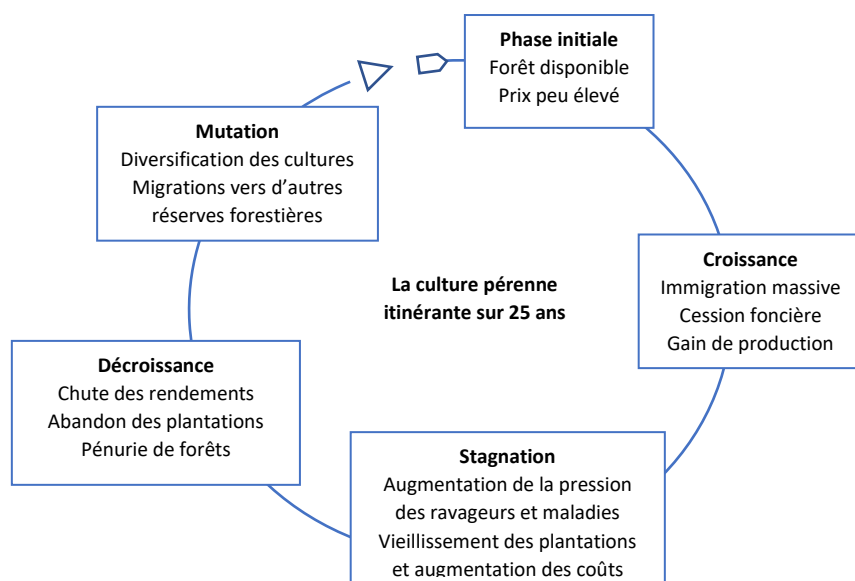 Phase initiale
Forêt disponible
Prix peu élevé
Croissance
Immigration massive
Cession foncière
Gain de production
Stagnation
Augmentation de la pression
des ravageurs et maladies
Vieillissement des plantations
et augmentation des coûts
Décroissance
Chute des rendements
Abandon des plantations
Pénurie de forêts
Mutation
Diversification des cultures
Migrations vers d’autres
réserves forestières
La culture pérenne
itinérante sur 25 ans